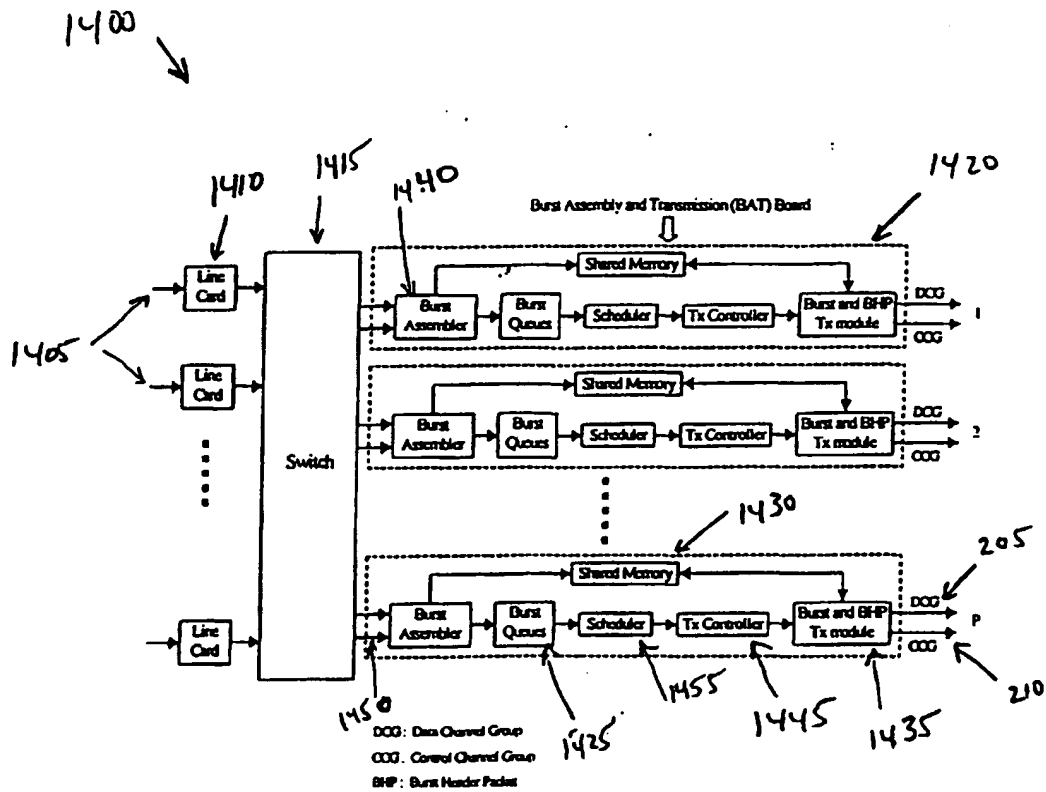 1400
1415
1410
1440
1420
Burst Assembly and Transmission (BAT) Board
Line Card
Shared Memory
Burst Assembler
Burst Queues
Scheduler
Tx Controller
Burst and BHP Tx module
DCG
CCG
1
1405
Line Card
Shared Memory
Burst Assembler
Burst Queues
Scheduler
Tx Controller
Burst and BHP Tx module
DCG
CCG
2
Switch
1430
205
Shared Memory
Line Card
Burst Assembler
Burst Queues
Scheduler
Tx Controller
Burst and BHP Tx module
DCG
CCG
P
1450
1425
1455
1445
1435
210
DCG: Data Channel Group
CCG: Control Channel Group
BHP: Burst Header Packet